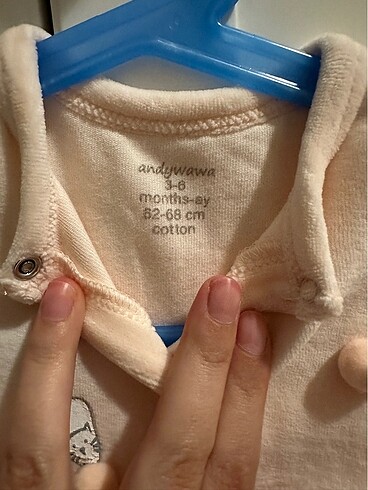 andywawa
3-6
months-ay
62-68 cm
cotton